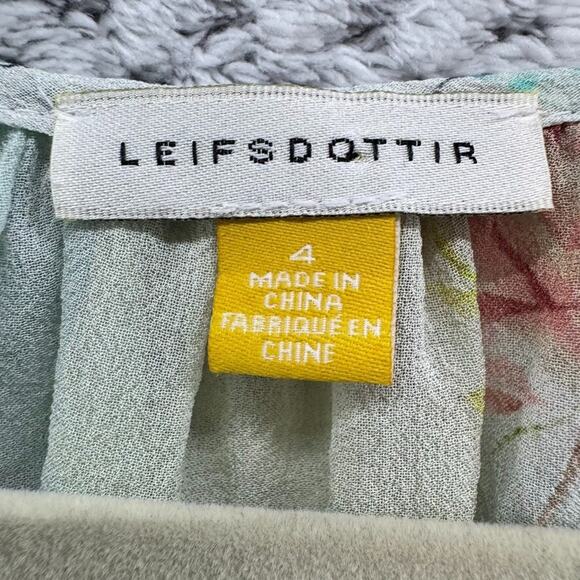 LEIFSDOTTIR
4
MADE IN
CHINA
FABRIQUÉ EN
CHINE